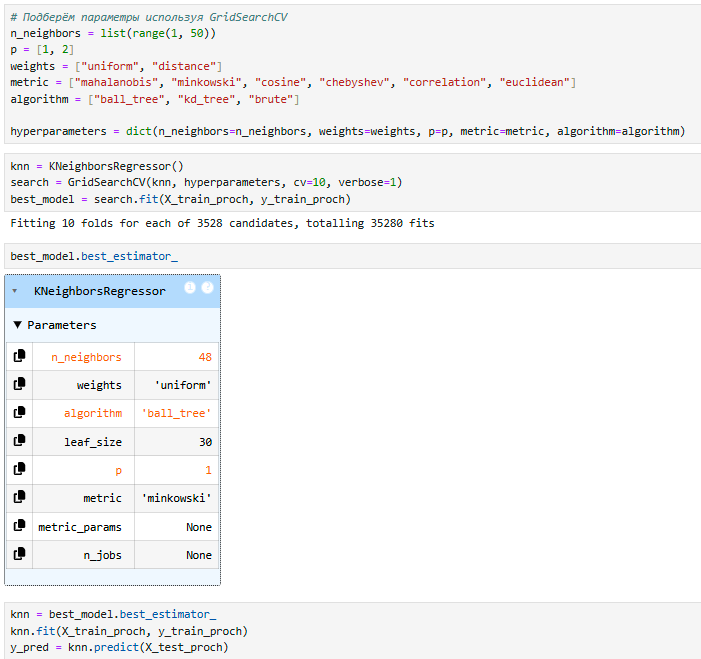 # Подберём параметры используя GridSearchCV
n_neighbors = list(range(1, 50))
p = [1, 2]
weights = ["uniform", "distance"]
metric = ["mahalanobis", "minkowski", "cosine", "chebyshev", "correlation", "euclidean"]
algorithm = ["ball_tree", "kd_tree", "brute"]
hyperparameters = dict(n_neighbors=n_neighbors, weights=weights, p=p, metric=metric, algorithm=algorithm)
knn = KNeighborsRegressor()
search = GridSearchCV(knn, hyperparameters, cv=10, verbose=1)
best_model = search.fit(X_train_proch, y_train_proch)
Fitting 10 folds for each of 3528 candidates, totalling 35280 fits
best_model.best_estimator_
▾ KNeighborsRegressor i ?
▼ Parameters
n_neighbors 48
weights 'uniform'
algorithm 'ball_tree'
leaf_size 30
p 1
metric 'minkowski'
metric_params None
n_jobs None
knn = best_model.best_estimator_
knn.fit(X_train_proch, y_train_proch)
y_pred = knn.predict(X_test_proch)